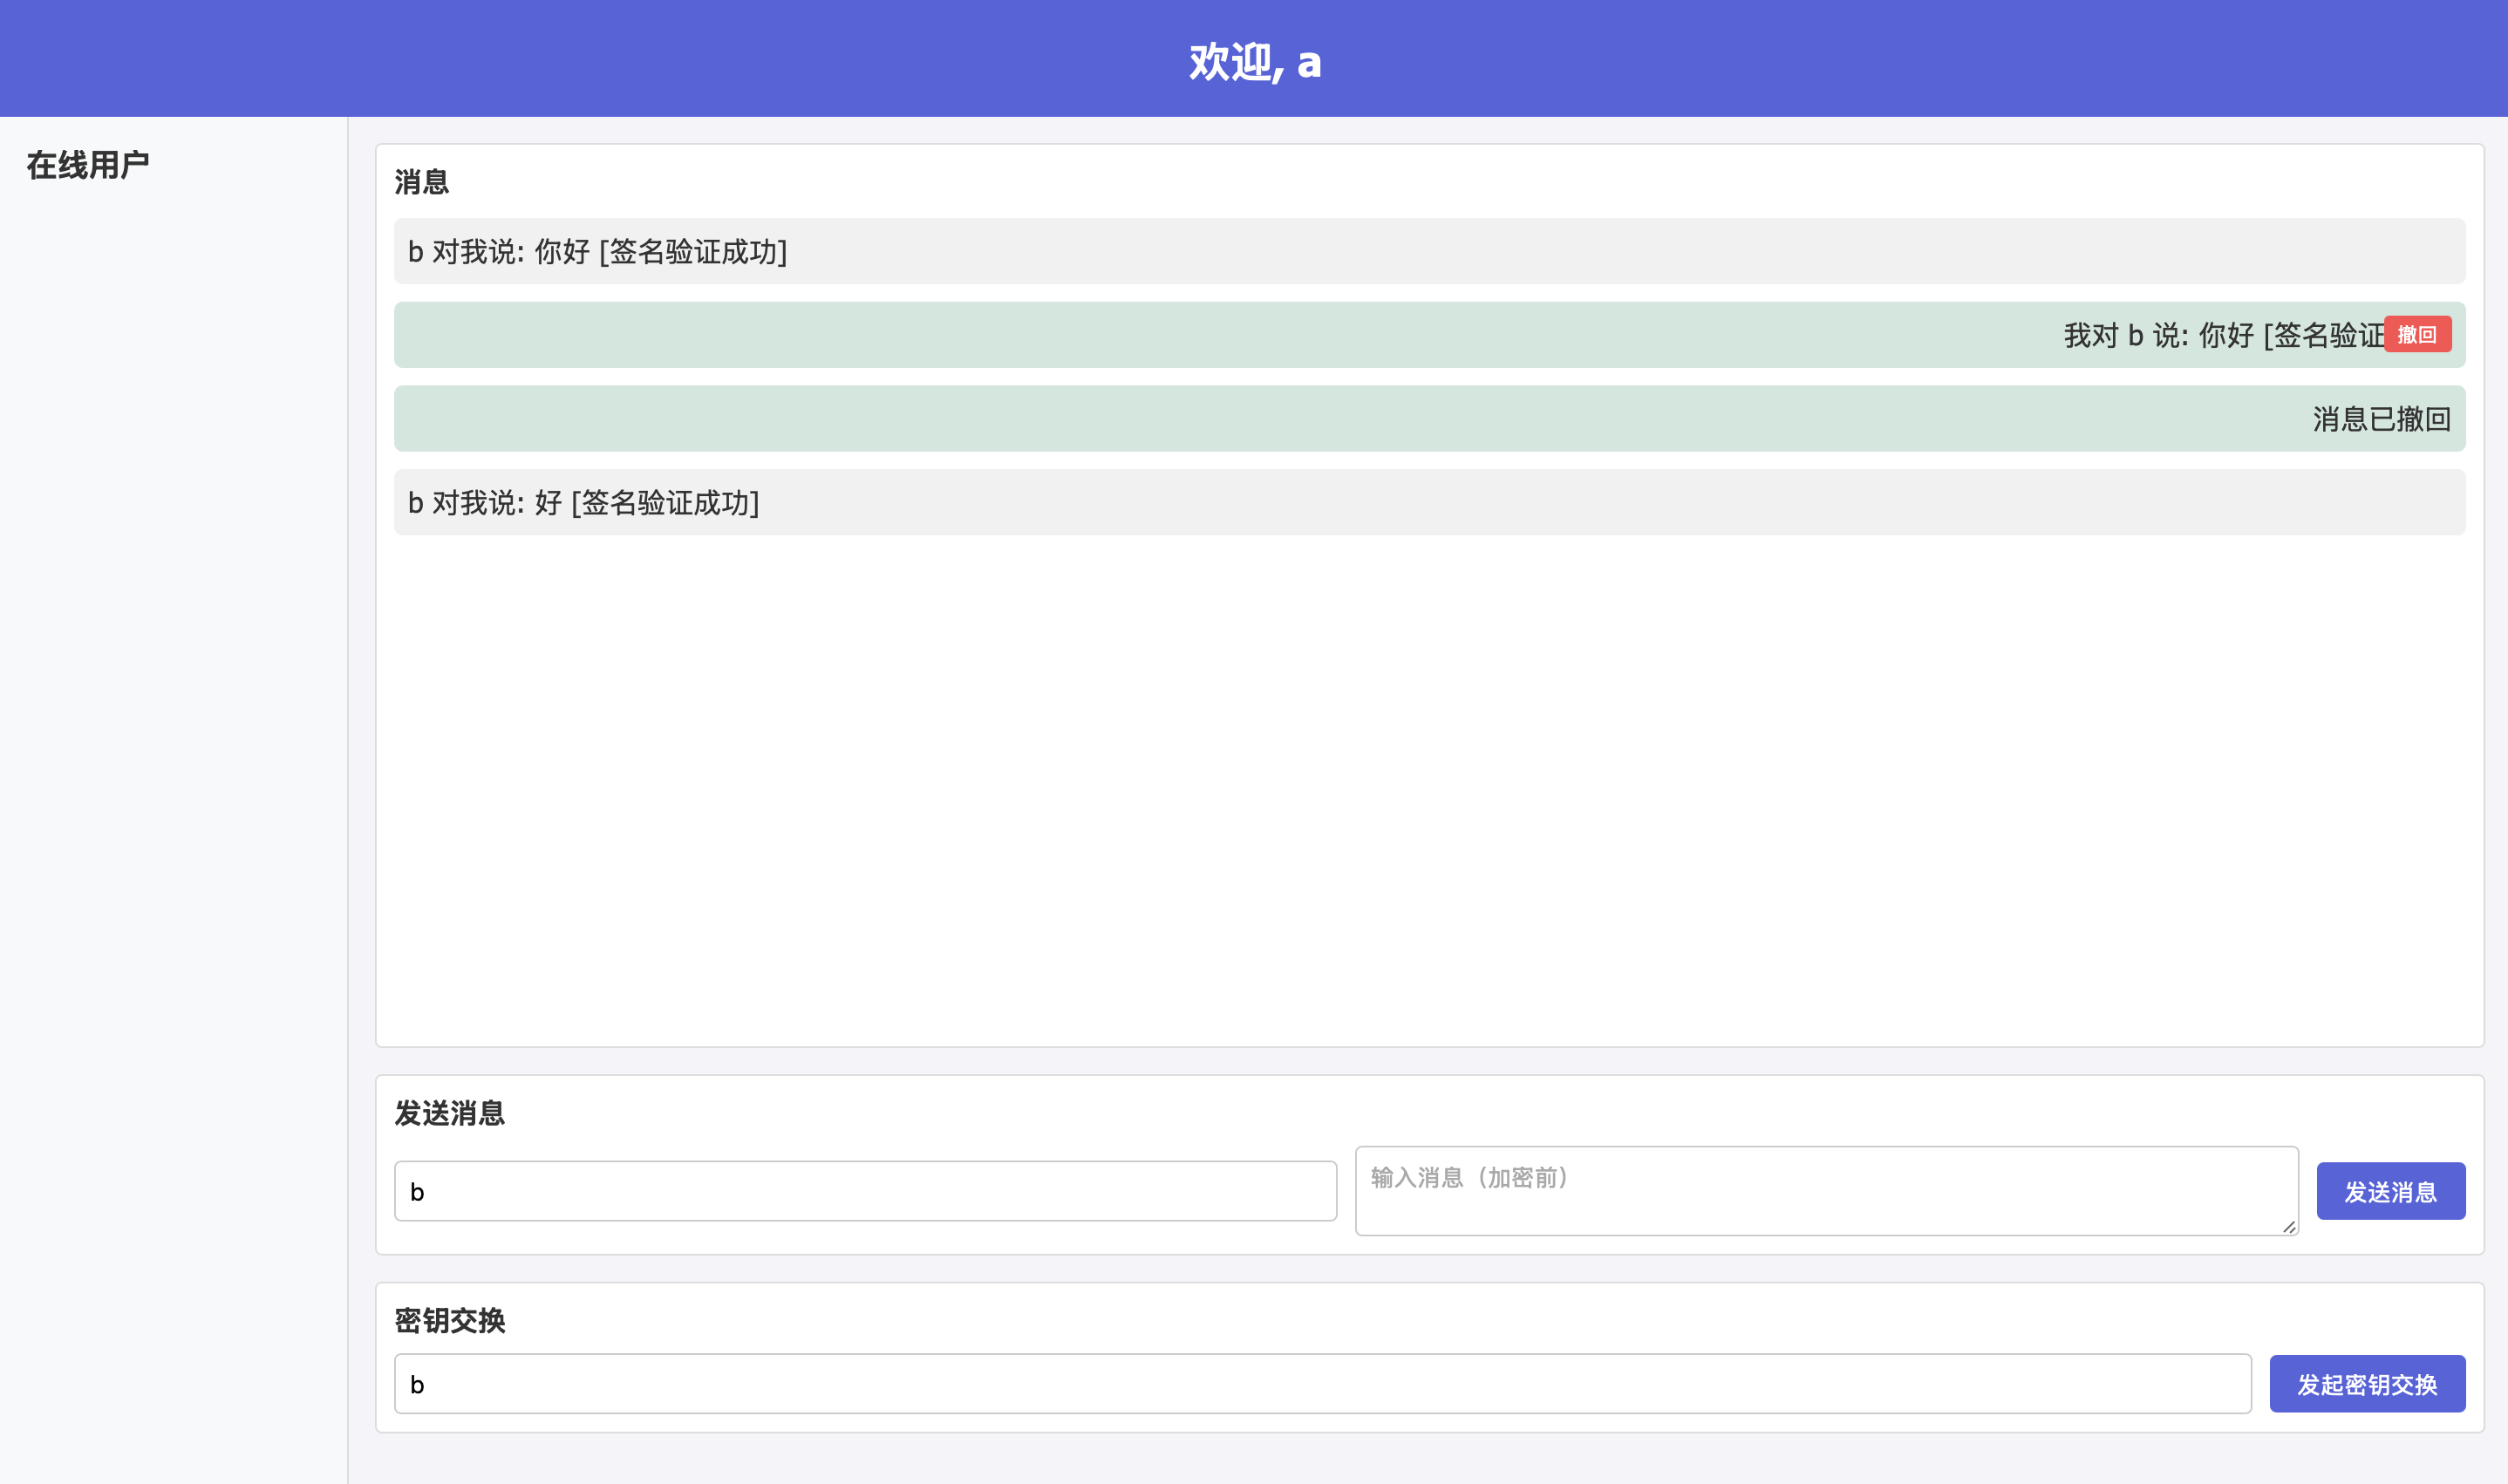 欢迎, a
在线用户
消息
b 对我说: 你好 [签名验证成功]
我对 b 说: 你好 [签名验证
撤回
消息已撤回
b 对我说: 好 [签名验证成功]
发送消息
b
输入消息（加密前）
发送消息
密钥交换
b
发起密钥交换